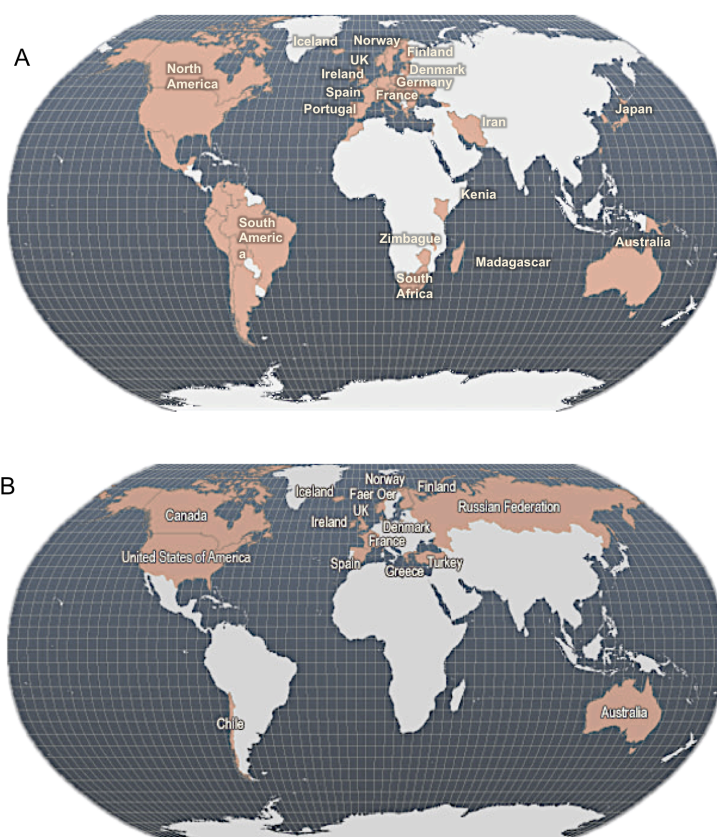 A
Iceland
Norway
UK
Finland
Ireland
Denmark
North
America
Germany
Spain
France
Portugal
Japan
Iran
Kenia
South
Americ
a
Zimbague
Australia
Madagascar
South
Africa
B
Iceland
Norway
Faer Oer
Finland
UK
Russian Federation
Canada
Ireland
Denmark
France
United States of America
Spain
Greece
Turkey
Chile
Australia